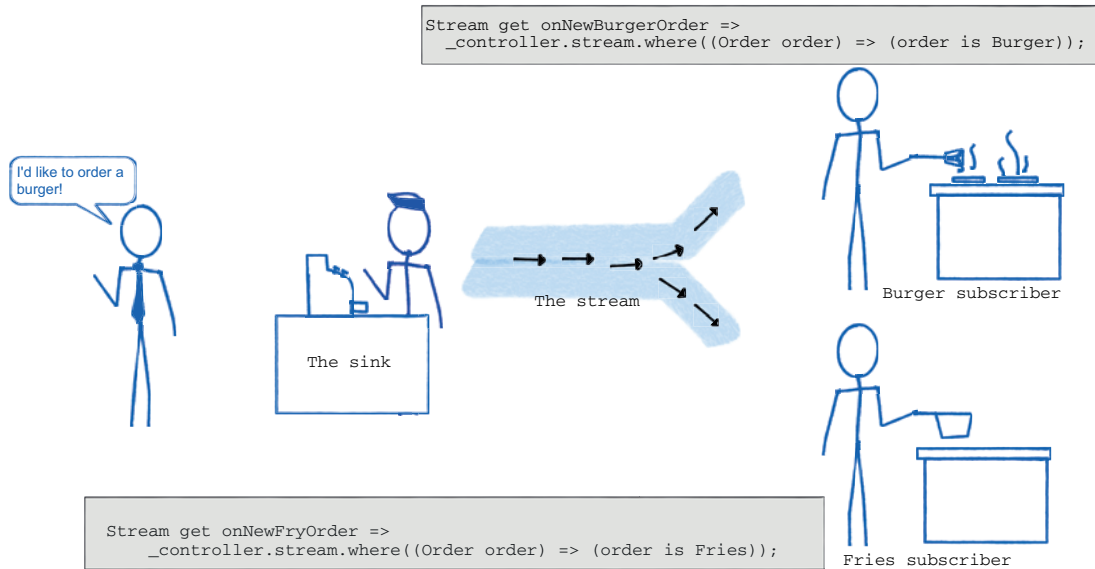 Stream get onNewBurgerOrder =>
_controller.stream.where((Order order) => (order is Burger));
I'd like to order a
burger!
The stream
Burger subscriber
The sink
Stream get onNewFryOrder =>
_controller.stream.where((Order order) => (order is Fries));
Fries subscriber